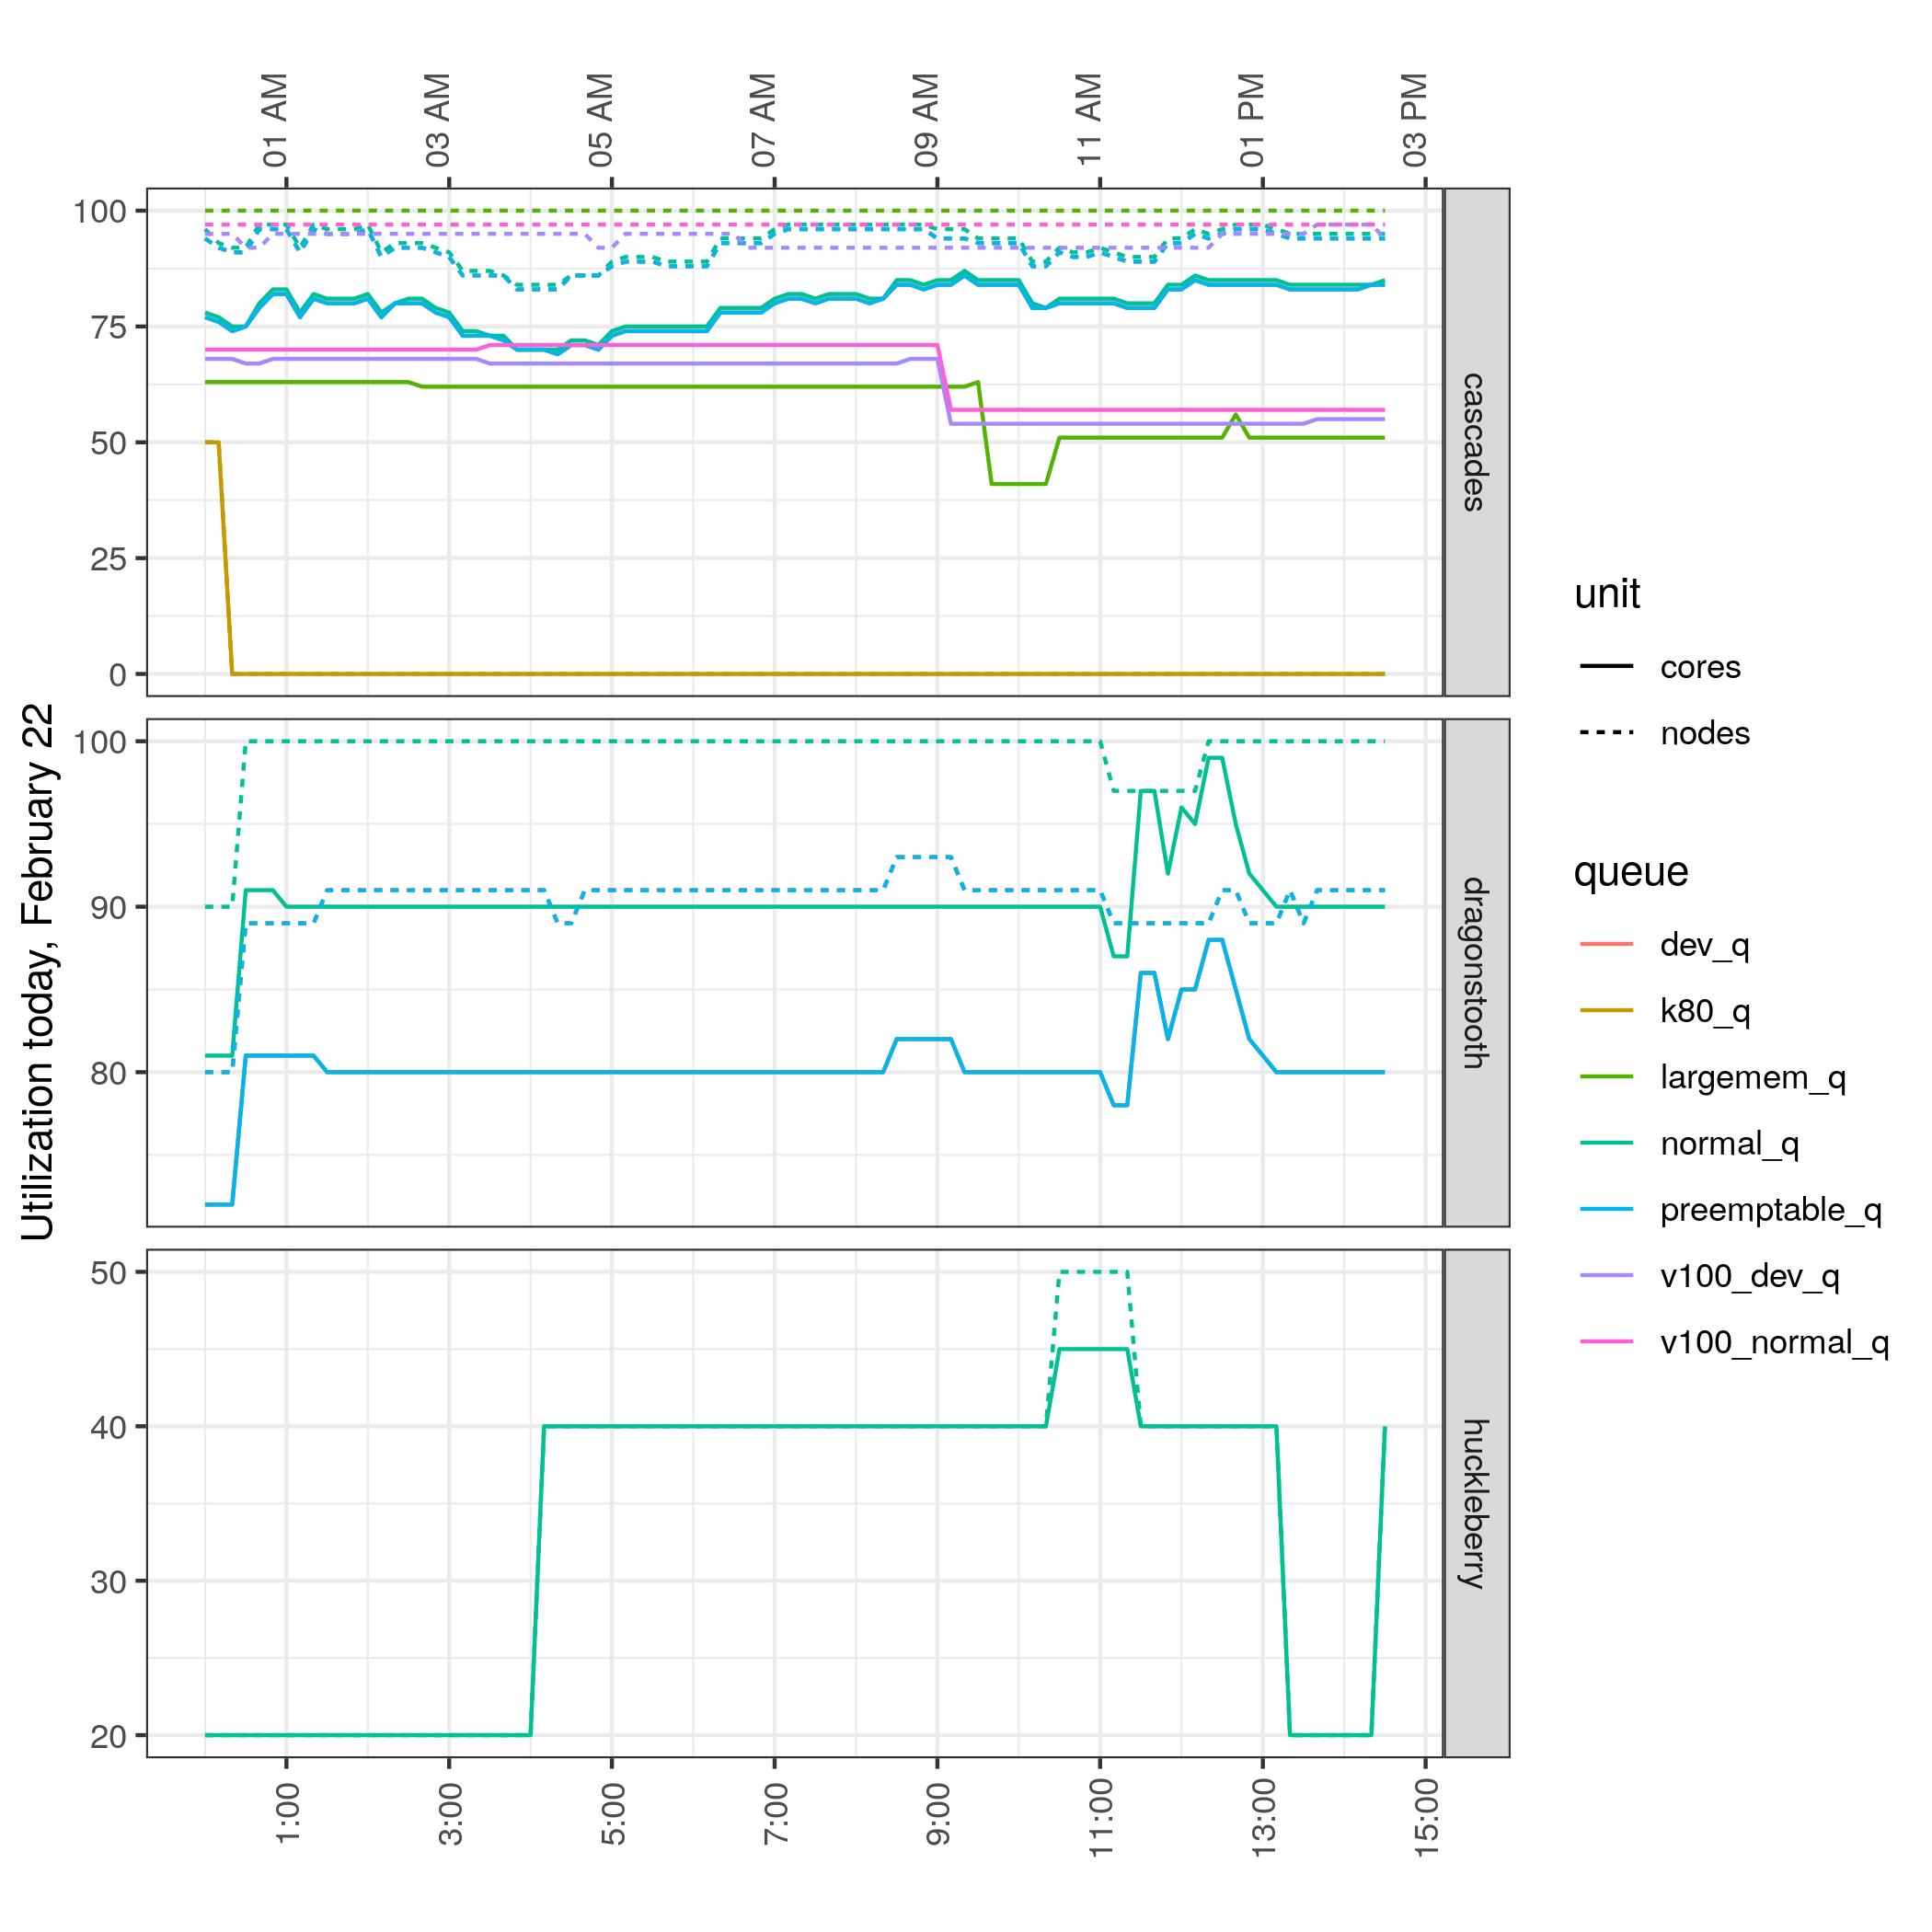 01 AM
03 AM
05 AM
07 AM
09 AM
11 AM
01 PM
03 PM
Utilization today, February 22
100
75
50
25
0
cascades
100
90
80
dragonstooth
50
40
30
20
huckleberry
1:00
3:00
5:00
7:00
9:00
11:00
13:00
15:00
unit
cores
nodes
queue
dev_q
k80_q
largemem_q
normal_q
preemptable_q
v100_dev_q
v100_normal_q